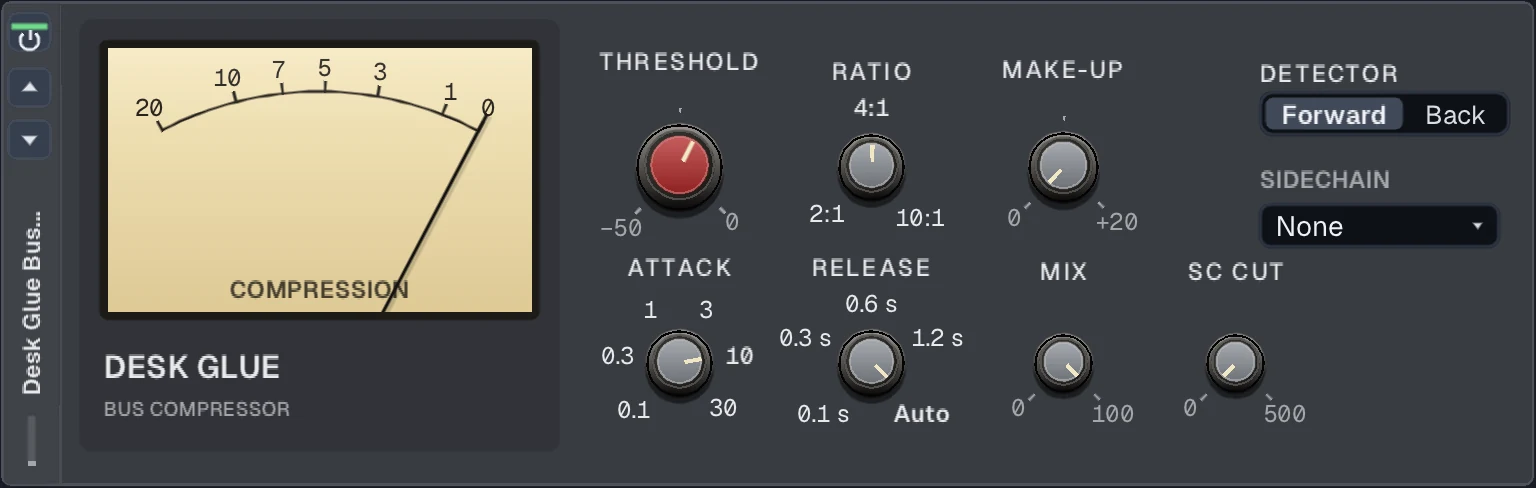 Desk Glue Bus...
20 10 7 5 3 1 0
COMPRESSION
DESK GLUE
BUS COMPRESSOR
THRESHOLD
-50 0
RATIO
4:1
2:1 10:1
MAKE-UP
0 +20
DETECTOR
Forward Back
SIDECHAIN
None
ATTACK
1 3
0.3 10
0.1 30
RELEASE
0.6 s
0.3 s 1.2 s
0.1 s Auto
MIX
0 100
SC CUT
0 500